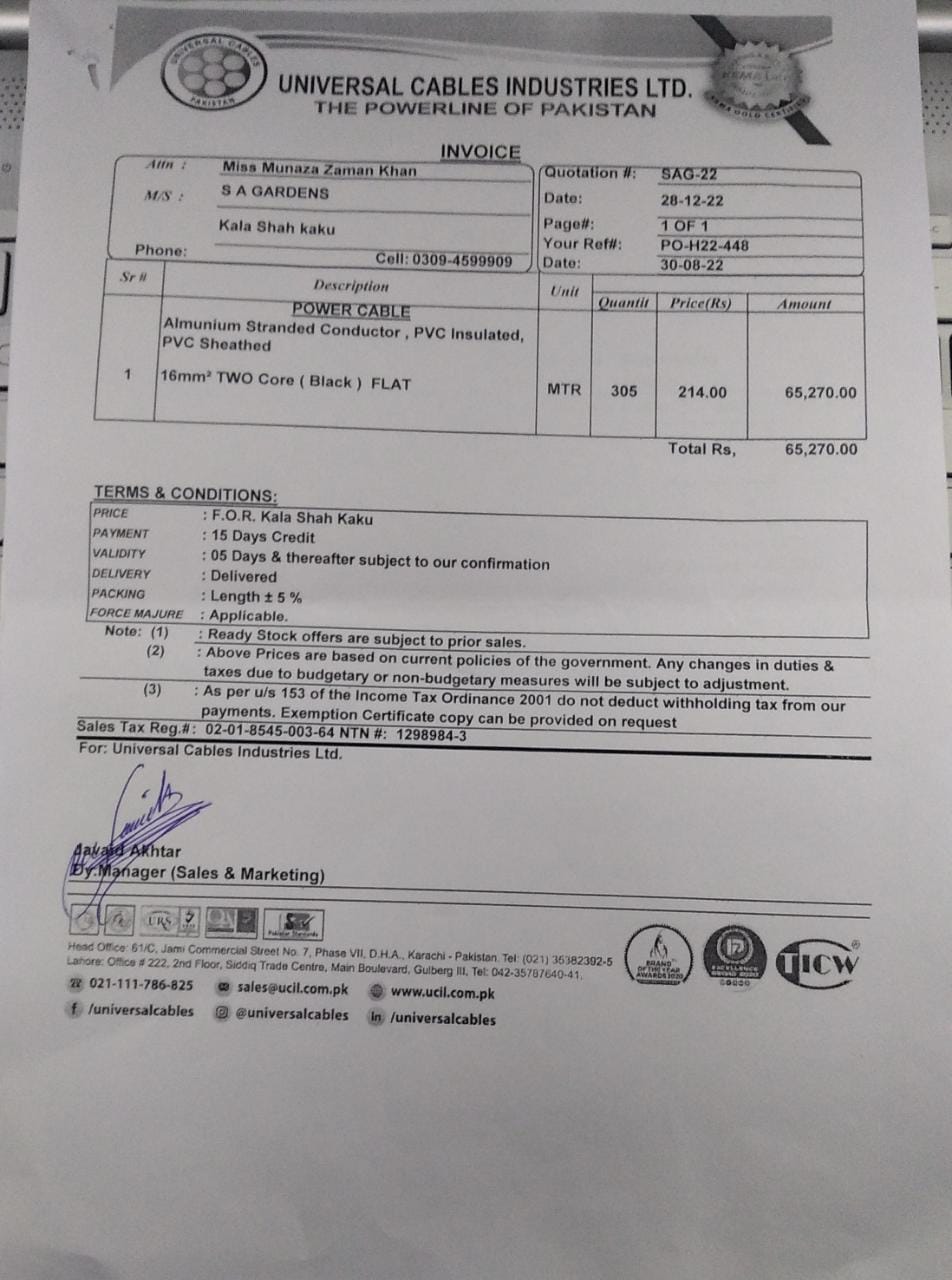 UNIVERSAL CABLES
PAKISTAN
UNIVERSAL CABLES INDUSTRIES LTD.
THE POWERLINE OF PAKISTAN
INVOICE
Attn : Miss Munaza Zaman Khan
M/S : S A GARDENS
Kala Shah kaku
Phone: Cell: 0309-4599909
Quotation #: SAG-22
Date: 28-12-22
Page#: 1 OF 1
Your Ref#: PO-H22-448
Date: 30-08-22
Sr # Description Unit Quantit Price(Rs) Amount
POWER CABLE
Almunium Stranded Conductor , PVC Insulated,
PVC Sheathed
1 16mm² TWO Core ( Black ) FLAT MTR 305 214.00 65,270.00
Total Rs, 65,270.00
TERMS & CONDITIONS:
PRICE : F.O.R. Kala Shah Kaku
PAYMENT : 15 Days Credit
VALIDITY : 05 Days & thereafter subject to our confirmation
DELIVERY : Delivered
PACKING : Length ± 5 %
FORCE MAJURE : Applicable.
Note: (1) : Ready Stock offers are subject to prior sales.
(2) : Above Prices are based on current policies of the government. Any changes in duties &
taxes due to budgetary or non-budgetary measures will be subject to adjustment.
(3) : As per u/s 153 of the Income Tax Ordinance 2001 do not deduct withholding tax from our
payments. Exemption Certificate copy can be provided on request
Sales Tax Reg.#: 02-01-8545-003-64 NTN #: 1298984-3
For: Universal Cables Industries Ltd.
Akhtar
Dy.Manager (Sales & Marketing)
URS
Pakistan Standards
Head Office: 61/C, Jami Commercial Street No. 7, Phase VII, D.H.A., Karachi - Pakistan. Tel: (021) 35382392-5
Lahore: Office # 222, 2nd Floor, Siddiq Trade Centre, Main Boulevard, Gulberg III, Tel: 042-35787640-41.
021-111-786-825 sales@ucil.com.pk www.ucil.com.pk
/universalcables @universalcables in /universalcables
BRAND
OF THE YEAR
AWARDS 2020
EXCELLENCE
TICW ®